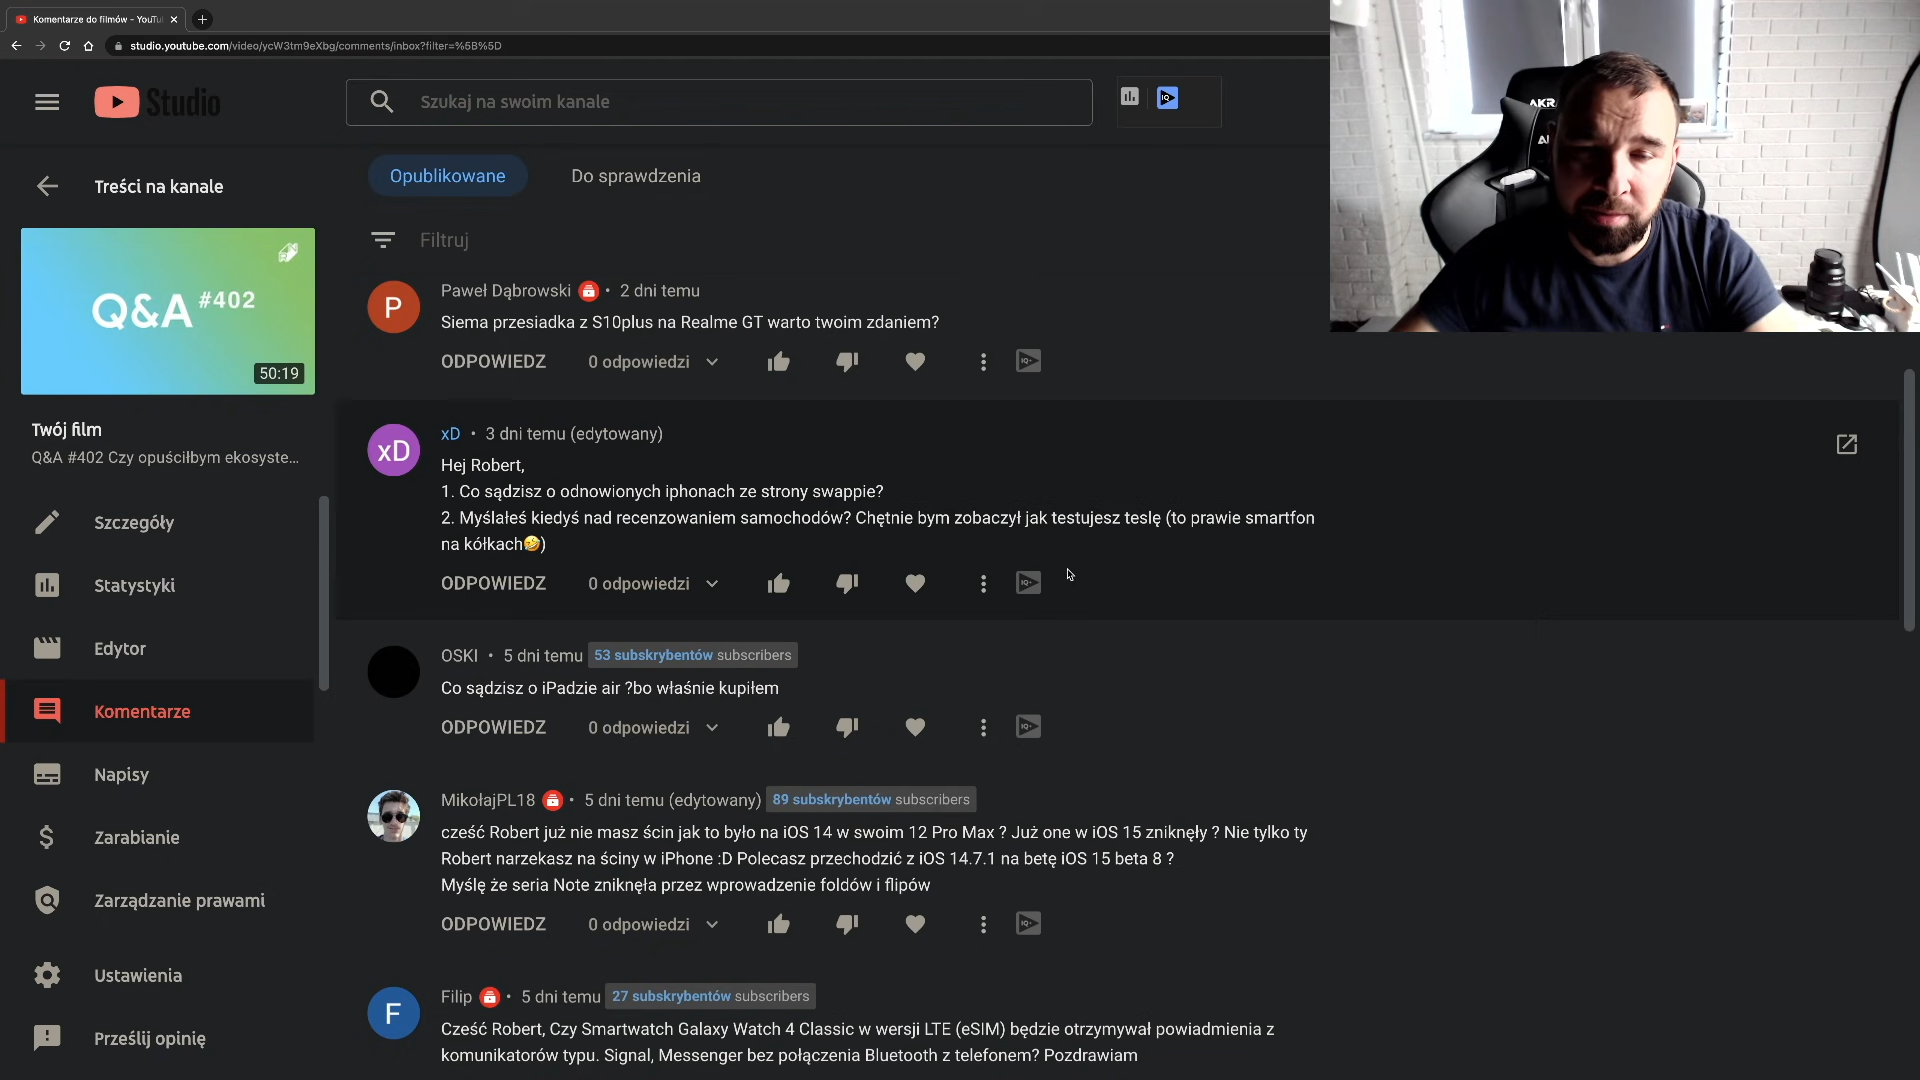 Komentarze do filmów - YouTu
studio.youtube.com/video/ycW3tm9eXbg/comments/inbox?filter=%5B%5D
Studio
Szukaj na swoim kanale
IQ
AKR
Treści na kanale
Opublikowane
Do sprawdzenia
Filtruj
Q&A #402
50:19
Twój film
Q&A #402 Czy opuściłbym ekosyste...
Szczegóły
Statystyki
Edytor
Komentarze
Napisy
Zarabianie
Zarządzanie prawami
Ustawienia
Prześlij opinię
P
Paweł Dąbrowski • 2 dni temu
Siema przesiadka z S10plus na Realme GT warto twoim zdaniem?
ODPOWIEDZ 0 odpowiedzi
xD
xD • 3 dni temu (edytowany)
Hej Robert,
1. Co sądzisz o odnowionych iphonach ze strony swappie?
2. Myślałeś kiedyś nad recenzowaniem samochodów? Chętnie bym zobaczył jak testujesz teslę (to prawie smartfon
na kółkach🤣)
ODPOWIEDZ 0 odpowiedzi
OSKI • 5 dni temu 53 subskrybentów subscribers
Co sądzisz o iPadzie air ?bo właśnie kupiłem
ODPOWIEDZ 0 odpowiedzi
MikołajPL18 • 5 dni temu (edytowany) 89 subskrybentów subscribers
cześć Robert już nie masz ścin jak to było na iOS 14 w swoim 12 Pro Max ? Już one w iOS 15 zniknęły ? Nie tylko ty
Robert narzekasz na ściny w iPhone :D Polecasz przechodzić z iOS 14.7.1 na betę iOS 15 beta 8 ?
Myślę że seria Note zniknęła przez wprowadzenie foldów i flipów
ODPOWIEDZ 0 odpowiedzi
F
Filip • 5 dni temu 27 subskrybentów subscribers
Cześć Robert, Czy Smartwatch Galaxy Watch 4 Classic w wersji LTE (eSIM) będzie otrzymywał powiadmienia z
komunikatorów typu. Signal, Messenger bez połączenia Bluetooth z telefonem? Pozdrawiam